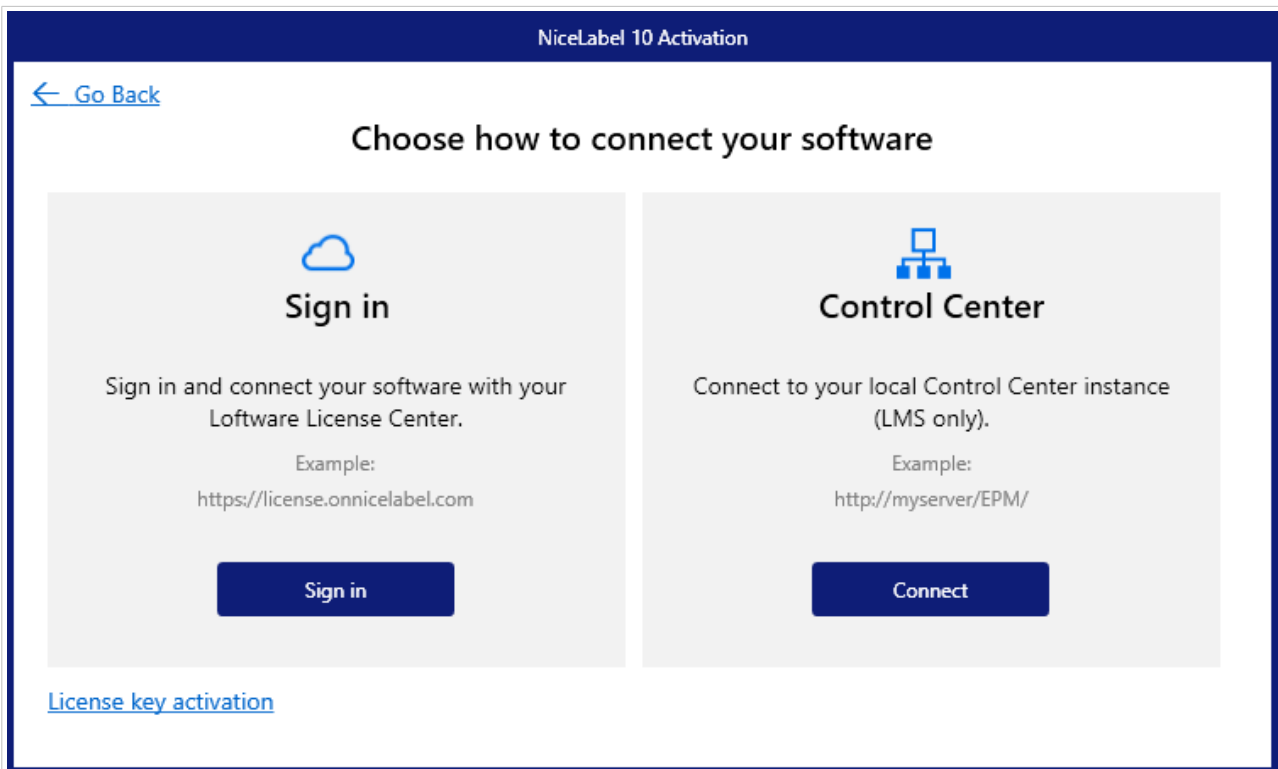 NiceLabel 10 Activation
Go Back
Choose how to connect your software
Sign in
Sign in and connect your software with your
Loftware License Center.
Example:
https://license.onnicelabel.com
Sign in
Control Center
Connect to your local Control Center instance
(LMS only).
Example:
http://myserver/EPM/
Connect
License key activation